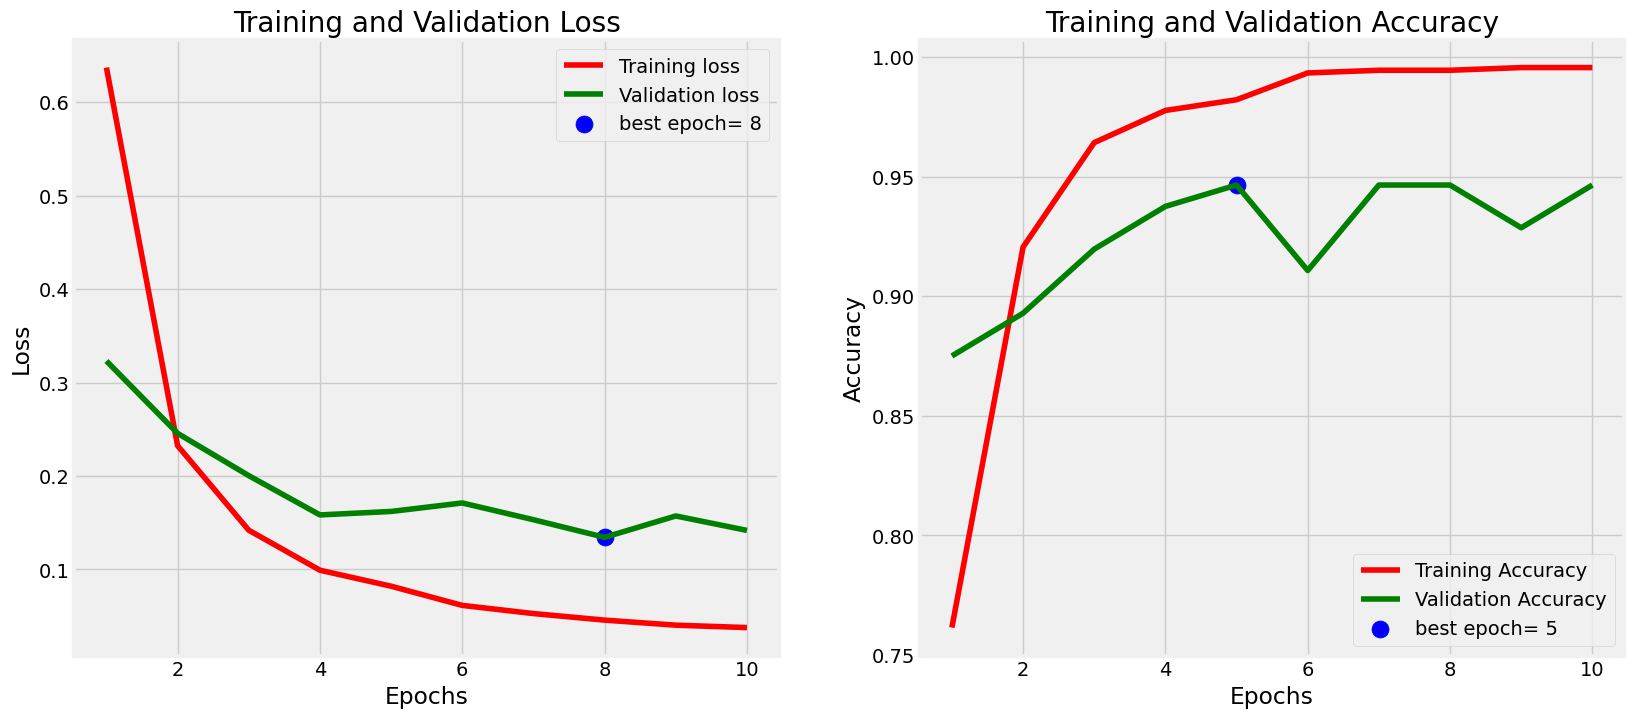 Training and Validation Loss
Training loss
Validation loss
best epoch= 8
0.6
0.5
0.4
0.3
0.2
0.1
Loss
2
4
6
8
10
Epochs
Training and Validation Accuracy
1.00
0.95
0.90
0.85
0.80
0.75
Accuracy
Training Accuracy
Validation Accuracy
best epoch= 5
2
4
6
8
10
Epochs